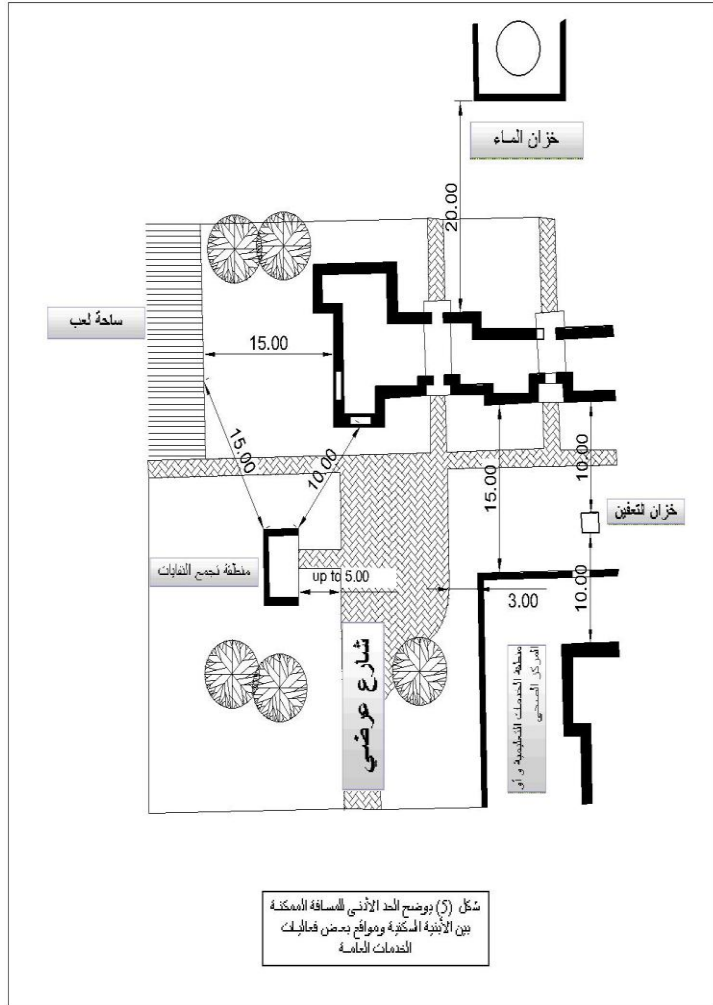 خزان الماء
20.00
ساحة لعب
15.00
15.00
10.00
15.00
10.00
خزان التعفين
منطقة تجمع النفايات
up to 5.00
3.00
10.00
شارع عرضي
منطقة الخدمات التعليمية و أو
المركز الصحي
شكل (5) يوضح الحد الأدنى للمسافة الممكنة
بين الأبنية السكنية ومواقع بعض فعاليات
الخدمات العامة